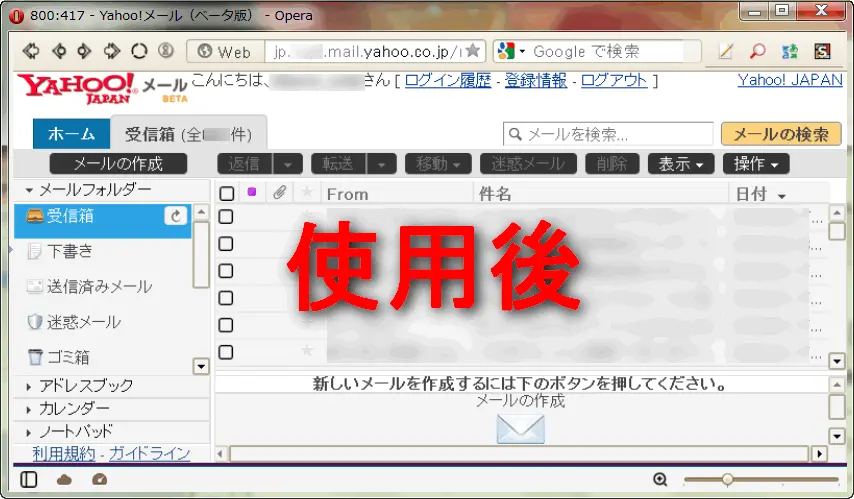 800:417 - Yahoo!メール（ベータ版） - Opera
Web jp. .mail.yahoo.co.jp/ Google で検索
YAHOO! JAPAN メール BETA こんにちは、 さん [ ログイン履歴 - 登録情報 - ログアウト ] Yahoo! JAPAN
ホーム 受信箱 (全 件) メールを検索... メールの検索
メールの作成 返信 転送 移動 迷惑メール 削除 表示 操作
メールフォルダー From 件名 日付
受信箱
下書き
送信済みメール
迷惑メール
ゴミ箱
アドレスブック
カレンダー
ノートパッド
利用規約 - ガイドライン
使用後
新しいメールを作成するには下のボタンを押してください。
メールの作成